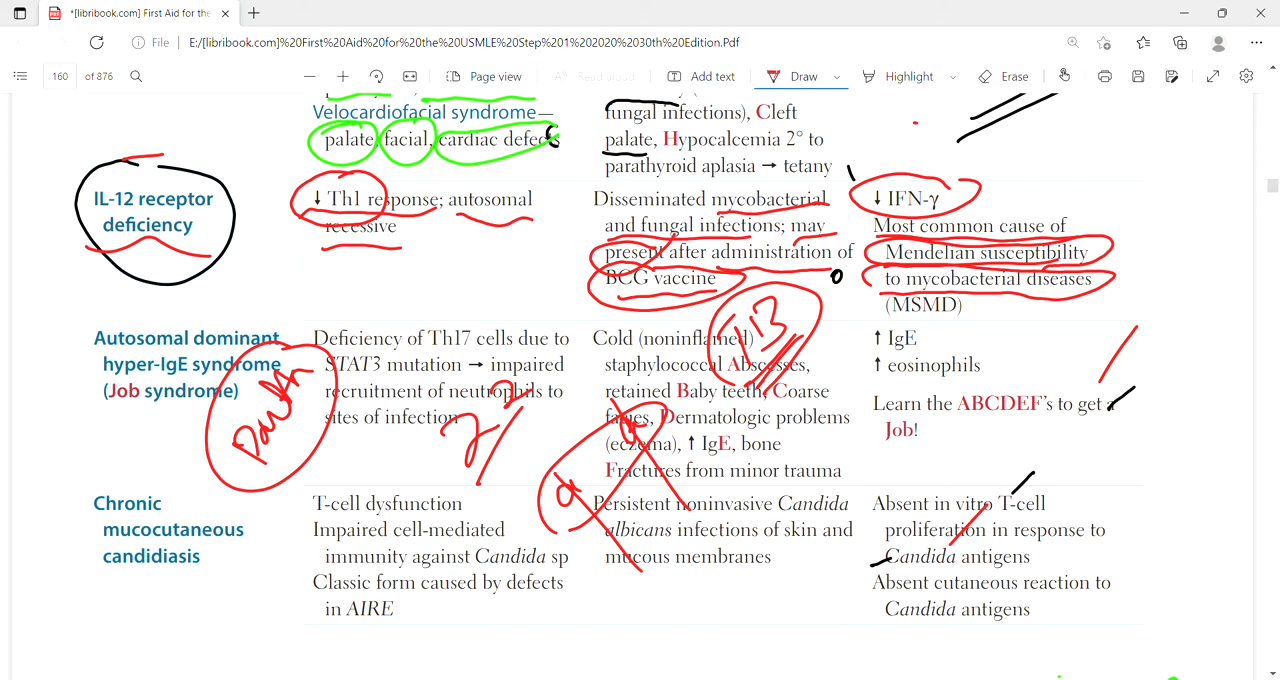 *[libribook.com] First Aid for the
File E:/[libribook.com]%20First%20Aid%20for%20the%20USMLE%20Step%201%202020%2030th%20Edition.Pdf
160 of 876 Page view Read aloud Add text Draw Highlight Erase
Velocardiofacial syndrome—
palate, facial, cardiac defects
fungal infections), Cleft
palate, Hypocalcemia 2° to
parathyroid aplasia → tetany
IL-12 receptor
deficiency
↓ Th1 response; autosomal
recessive
Disseminated mycobacterial
and fungal infections; may
present after administration of
BCG vaccine
↓ IFN-γ
Most common cause of
Mendelian susceptibility
to mycobacterial diseases
(MSMD)
Autosomal dominant
hyper-IgE syndrome
(Job syndrome)
Deficiency of Th17 cells due to
STAT3 mutation → impaired
recruitment of neutrophils to
sites of infection
Cold (noninflamed)
staphylococcal Abscesses,
retained Baby teeth, Coarse
facies, Dermatologic problems
(eczema), ↑ IgE, bone
Fractures from minor trauma
↑ IgE
↑ eosinophils
Learn the ABCDEF's to get a
Job!
Chronic
mucocutaneous
candidiasis
T-cell dysfunction
Impaired cell-mediated
immunity against Candida sp
Classic form caused by defects
in AIRE
Persistent noninvasive Candida
albicans infections of skin and
mucous membranes
Absent in vitro T-cell
proliferation in response to
Candida antigens
Absent cutaneous reaction to
Candida antigens